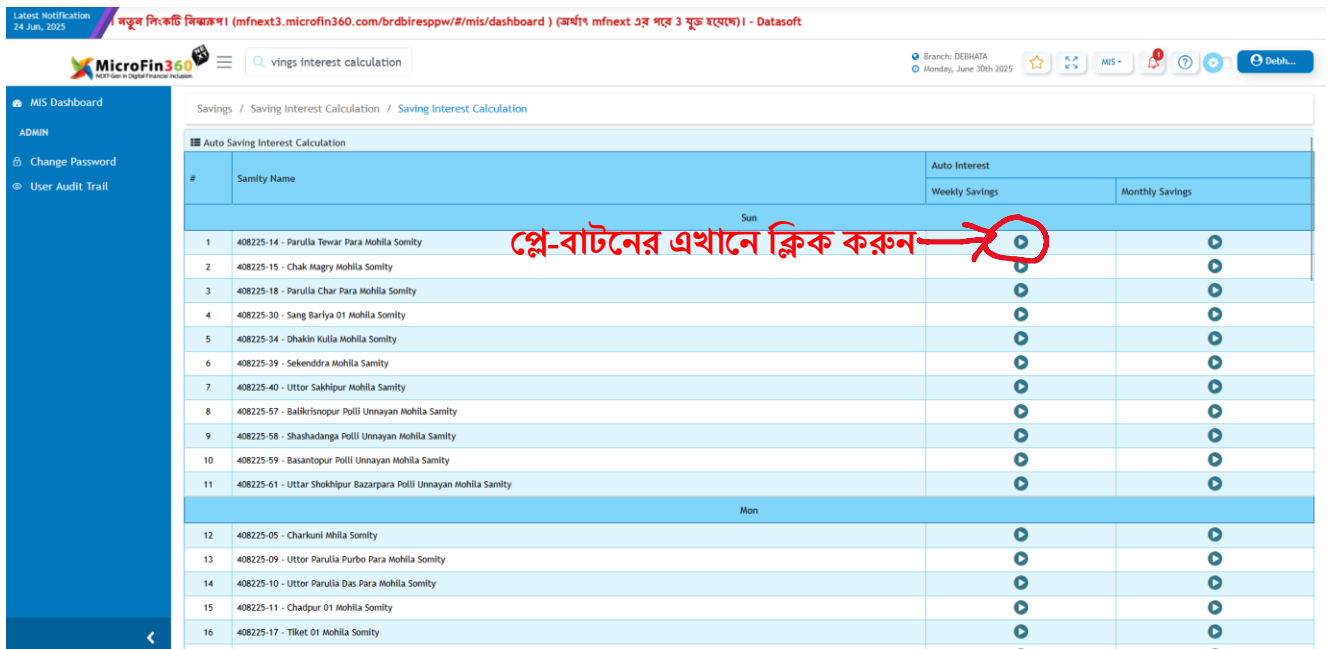 Latest Notification
24 Jun, 2025
নতুন লিংকটি নিম্নরূপ। (mfnext3.microfin360.com/brdbiresppw/#/mis/dashboard ) (অর্থাৎ mfnext এর পরে 3 যুক্ত হয়েছে)। - Datasoft
MicroFin360
NEXT-Gen in Digital Financial Inclusion
vings interest calculation
Branch: DEBHATA
Monday, June 30th 2025
MIS
1
Debh...
MIS Dashboard
ADMIN
Change Password
User Audit Trail
Savings / Saving Interest Calculation / Saving Interest Calculation
Auto Saving Interest Calculation
# Samity Name Auto Interest
Weekly Savings Monthly Savings
Sun
1 408225-14 - Parulia Tewar Para Mohila Somity
প্লে-বাটনের এখানে ক্লিক করুন
2 408225-15 - Chak Magry Mohila Somity
3 408225-18 - Parulia Char Para Mohila Somity
4 408225-30 - Sang Bariya 01 Mohila Somity
5 408225-34 - Dhakin Kulia Mohila Somity
6 408225-39 - Sekenddra Mohila Samity
7 408225-40 - Uttor Sakhipur Mohila Samity
8 408225-57 - Balikrisnopur Polli Unnayan Mohila Samity
9 408225-58 - Shashadanga Polli Unnayan Mohila Samity
10 408225-59 - Basantopur Polli Unnayan Mohila Samity
11 408225-61 - Uttar Shokhipur Bazarpara Polli Unnayan Mohila Samity
Mon
12 408225-05 - Charkuni Mhila Somity
13 408225-09 - Uttor Parulia Purbo Para Mohila Somity
14 408225-10 - Uttor Parulia Das Para Mohila Somity
15 408225-11 - Chadpur 01 Mohila Somity
16 408225-17 - Tiket 01 Mohila Somity